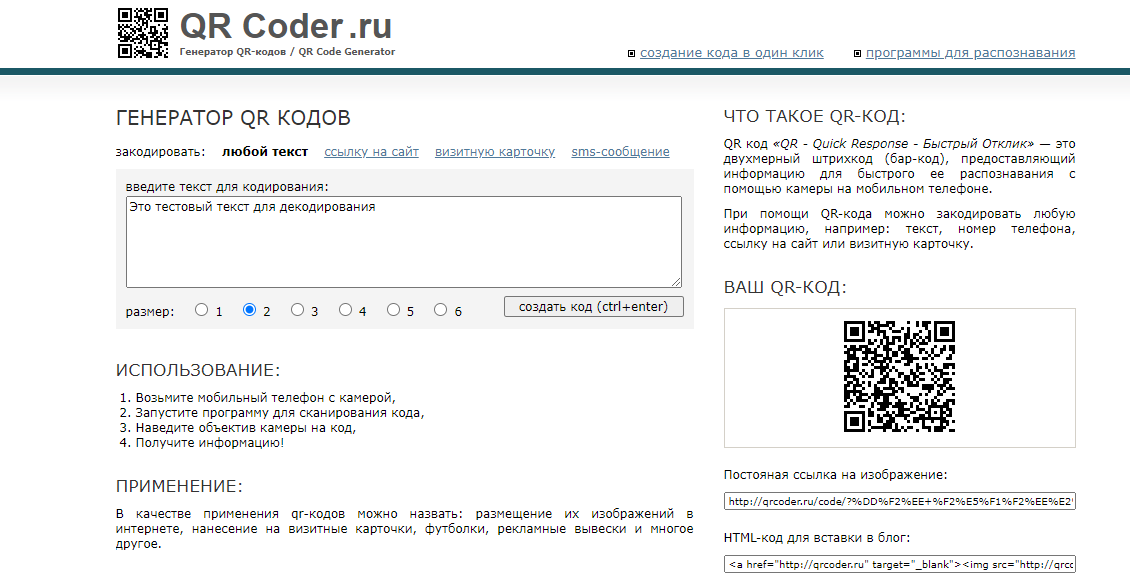 QR Coder.ru
Генератор QR-кодов / QR Code Generator
создание кода в один клик
программы для распознавания
ГЕНЕРАТОР QR КОДОВ
закодировать: любой текст ссылку на сайт визитную карточку sms-сообщение
введите текст для кодирования:
Это тестовый текст для декодирования
размер: 1 2 3 4 5 6 создать код (ctrl+enter)
ИСПОЛЬЗОВАНИЕ:
1. Возьмите мобильный телефон с камерой,
2. Запустите программу для сканирования кода,
3. Наведите объектив камеры на код,
4. Получите информацию!
ПРИМЕНЕНИЕ:
В качестве применения qr-кодов можно назвать: размещение их изображений в
интернете, нанесение на визитные карточки, футболки, рекламные вывески и многое
другое.
ЧТО ТАКОЕ QR-КОД:
QR код «QR - Quick Response - Быстрый Отклик» — это
двухмерный штрихкод (бар-код), предоставляющий
информацию для быстрого ее распознавания с
помощью камеры на мобильном телефоне.
При помощи QR-кода можно закодировать любую
информацию, например: текст, номер телефона,
ссылку на сайт или визитную карточку.
ВАШ QR-КОД:
Постояная ссылка на изображение:
http://qrcoder.ru/code/?%DD%F2%EE+%F2%E5%F1%F2%EE%E2%
HTML-код для вставки в блог:
<a href="http://qrcoder.ru" target="_blank"><img src="http://qrco